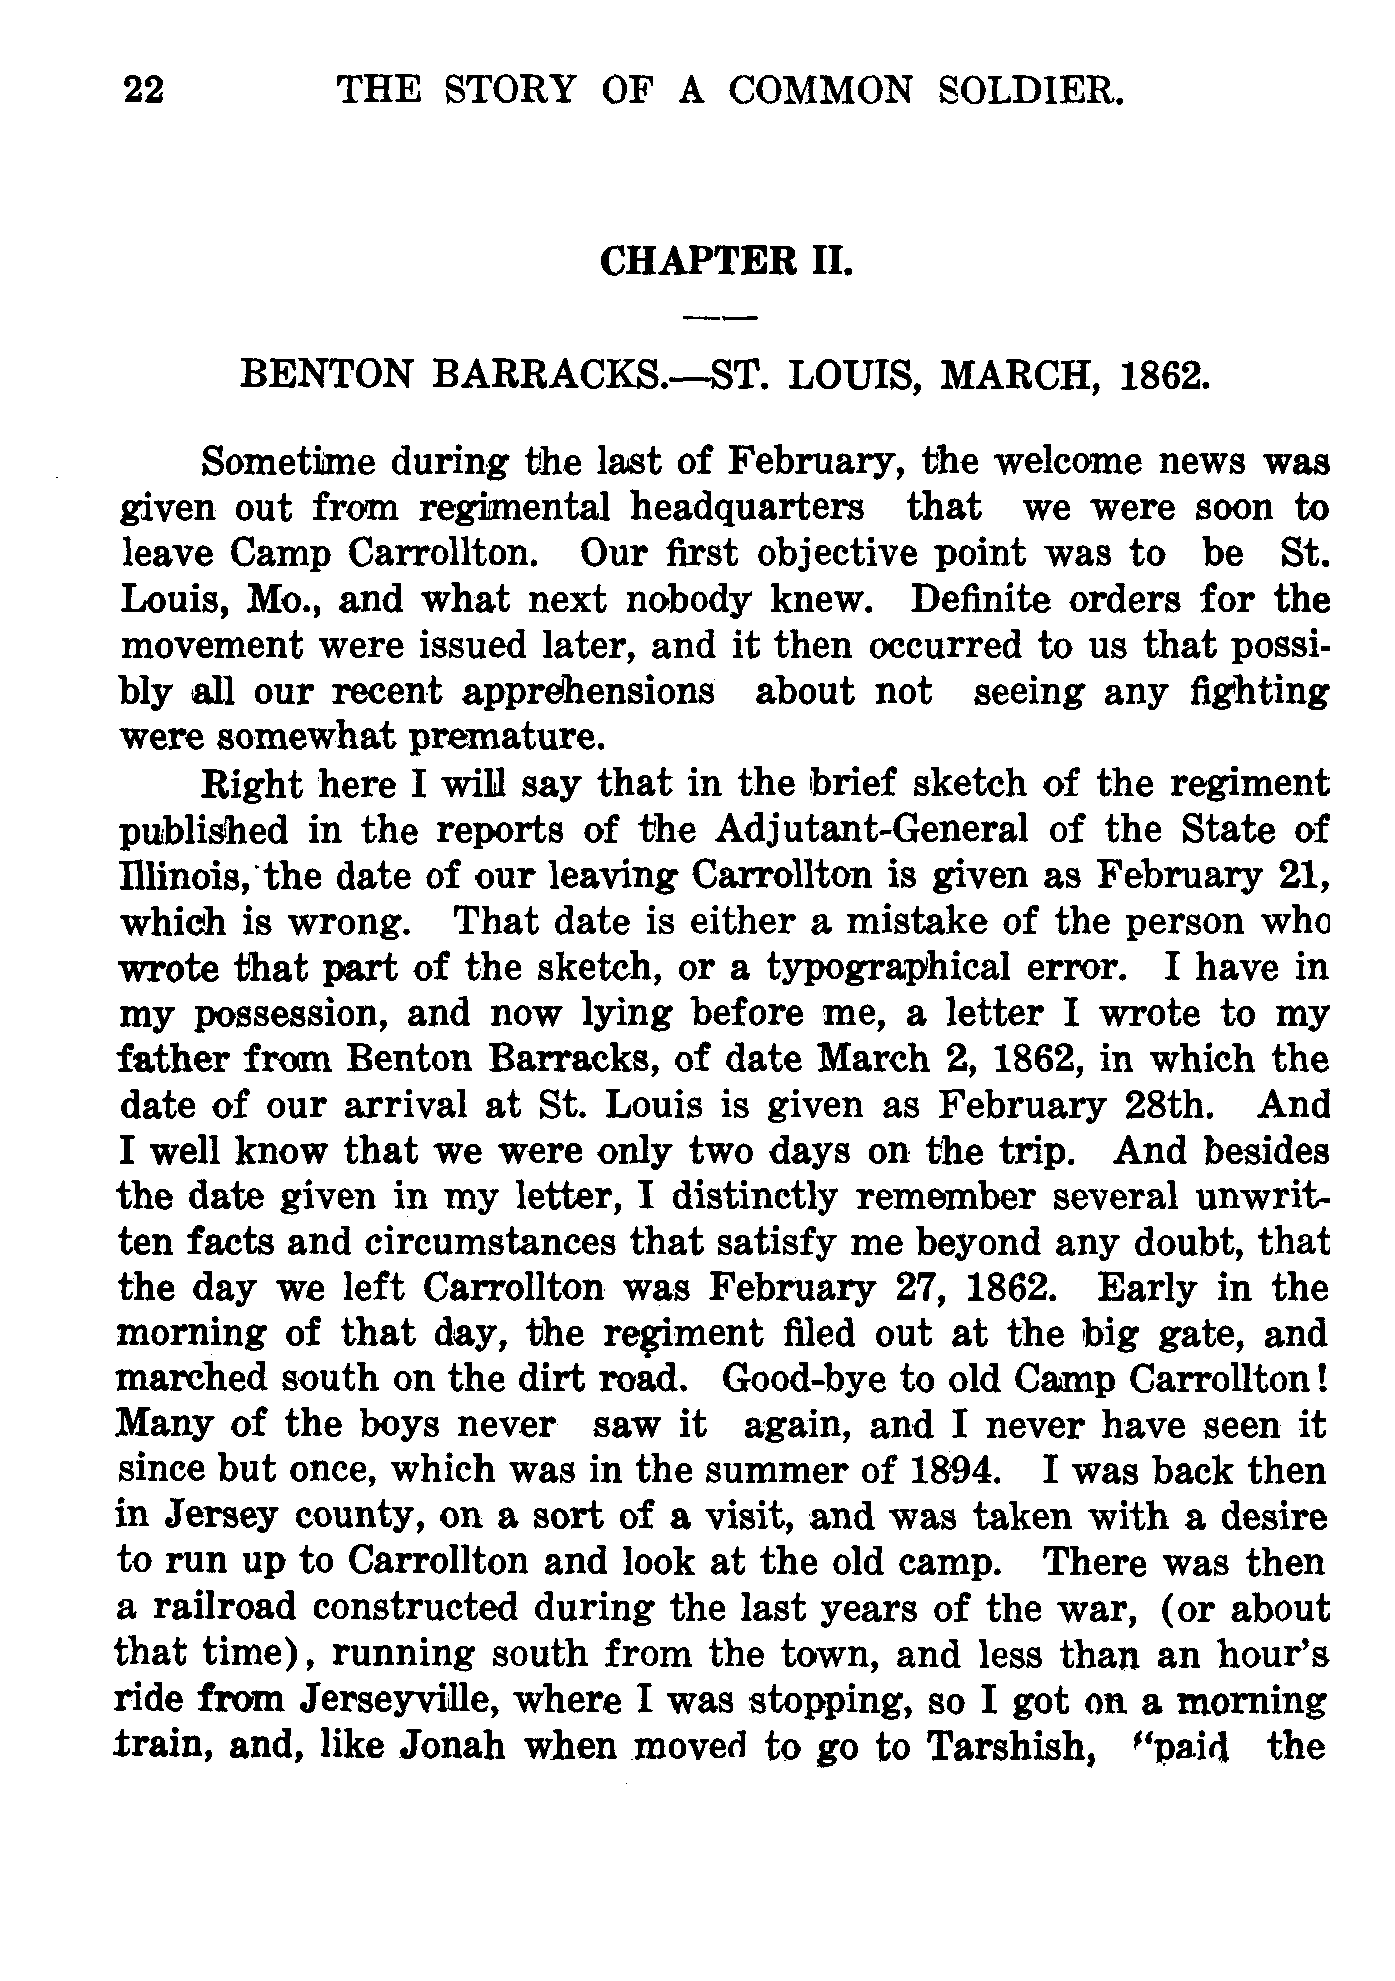 22 THE STORY OF A COMMON SOLDIER.
CHAPTER II.
BENTON BARRACKS.—ST. LOUIS, MARCH, 1862.
Sometime during the last of February, the welcome news was
given out from regimental headquarters that we were soon to
leave Camp Carrollton. Our first objective point was to be St.
Louis, Mo., and what next nobody knew. Definite orders for the
movement were issued later, and it then occurred to us that possi-
bly all our recent apprehensions about not seeing any fighting
were somewhat premature.
Right here I will say that in the brief sketch of the regiment
published in the reports of the Adjutant-General of the State of
Illinois, the date of our leaving Carrollton is given as February 21,
which is wrong. That date is either a mistake of the person who
wrote that part of the sketch, or a typographical error. I have in
my possession, and now lying before me, a letter I wrote to my
father from Benton Barracks, of date March 2, 1862, in which the
date of our arrival at St. Louis is given as February 28th. And
I well know that we were only two days on the trip. And besides
the date given in my letter, I distinctly remember several unwrit-
ten facts and circumstances that satisfy me beyond any doubt, that
the day we left Carrollton was February 27, 1862. Early in the
morning of that day, the regiment filed out at the big gate, and
marched south on the dirt road. Good-bye to old Camp Carrollton!
Many of the boys never saw it again, and I never have seen it
since but once, which was in the summer of 1894. I was back then
in Jersey county, on a sort of a visit, and was taken with a desire
to run up to Carrollton and look at the old camp. There was then
a railroad constructed during the last years of the war, (or about
that time), running south from the town, and less than an hour's
ride from Jerseyville, where I was stopping, so I got on a morning
train, and, like Jonah when moved to go to Tarshish, "paid the